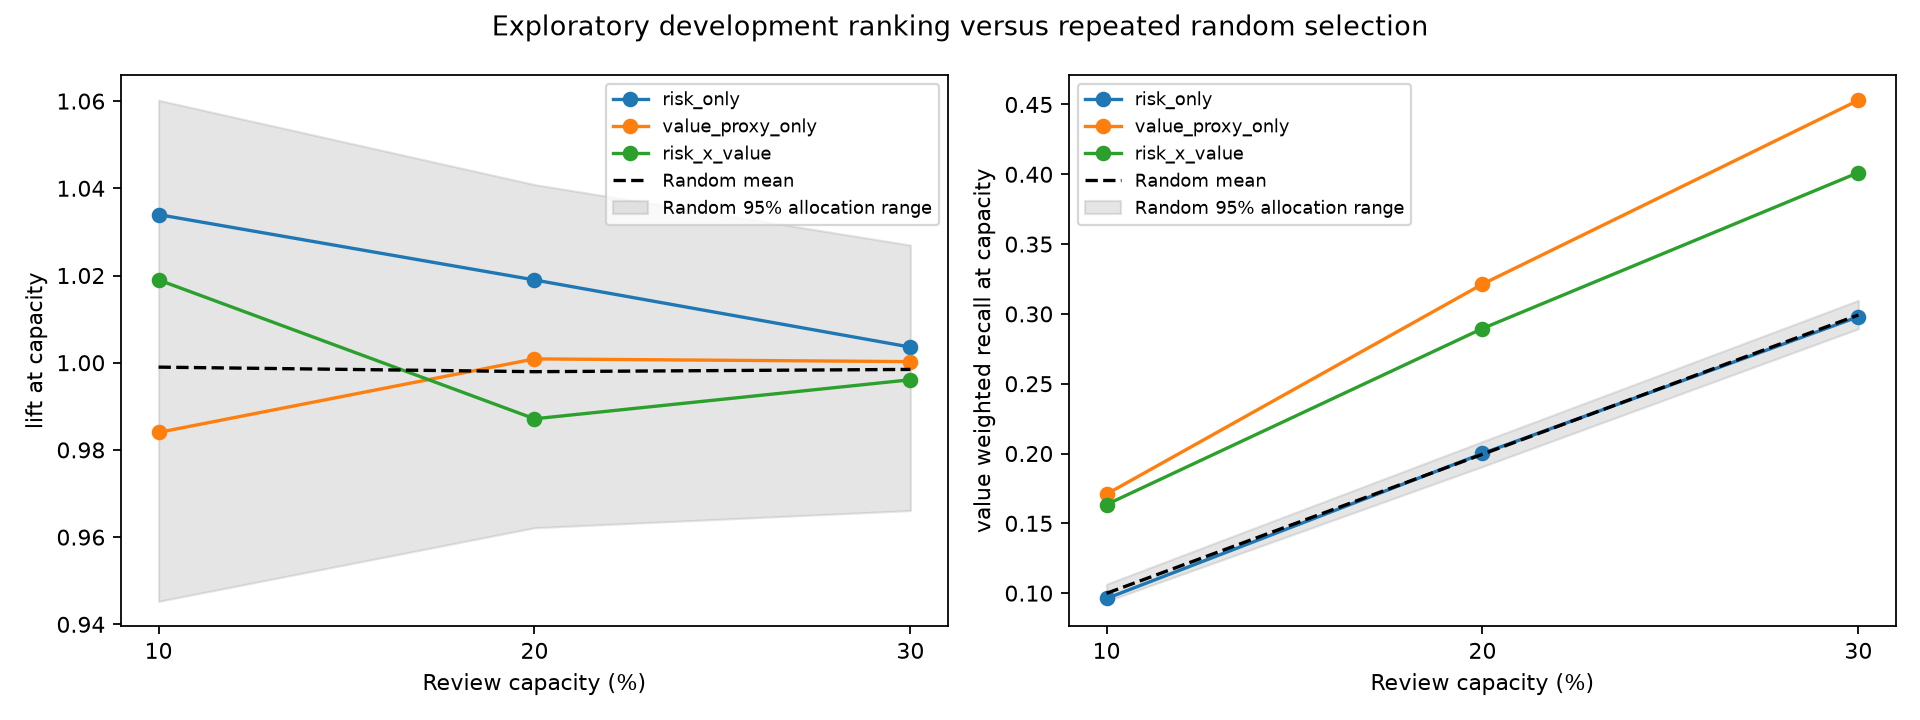 Exploratory development ranking versus repeated random selection
lift at capacity
1.06
1.04
1.02
1.00
0.98
0.96
0.94
risk_only
value_proxy_only
risk_x_value
Random mean
Random 95% allocation range
10
20
30
Review capacity (%)
value weighted recall at capacity
0.45
0.40
0.35
0.30
0.25
0.20
0.15
0.10
risk_only
value_proxy_only
risk_x_value
Random mean
Random 95% allocation range
10
20
30
Review capacity (%)